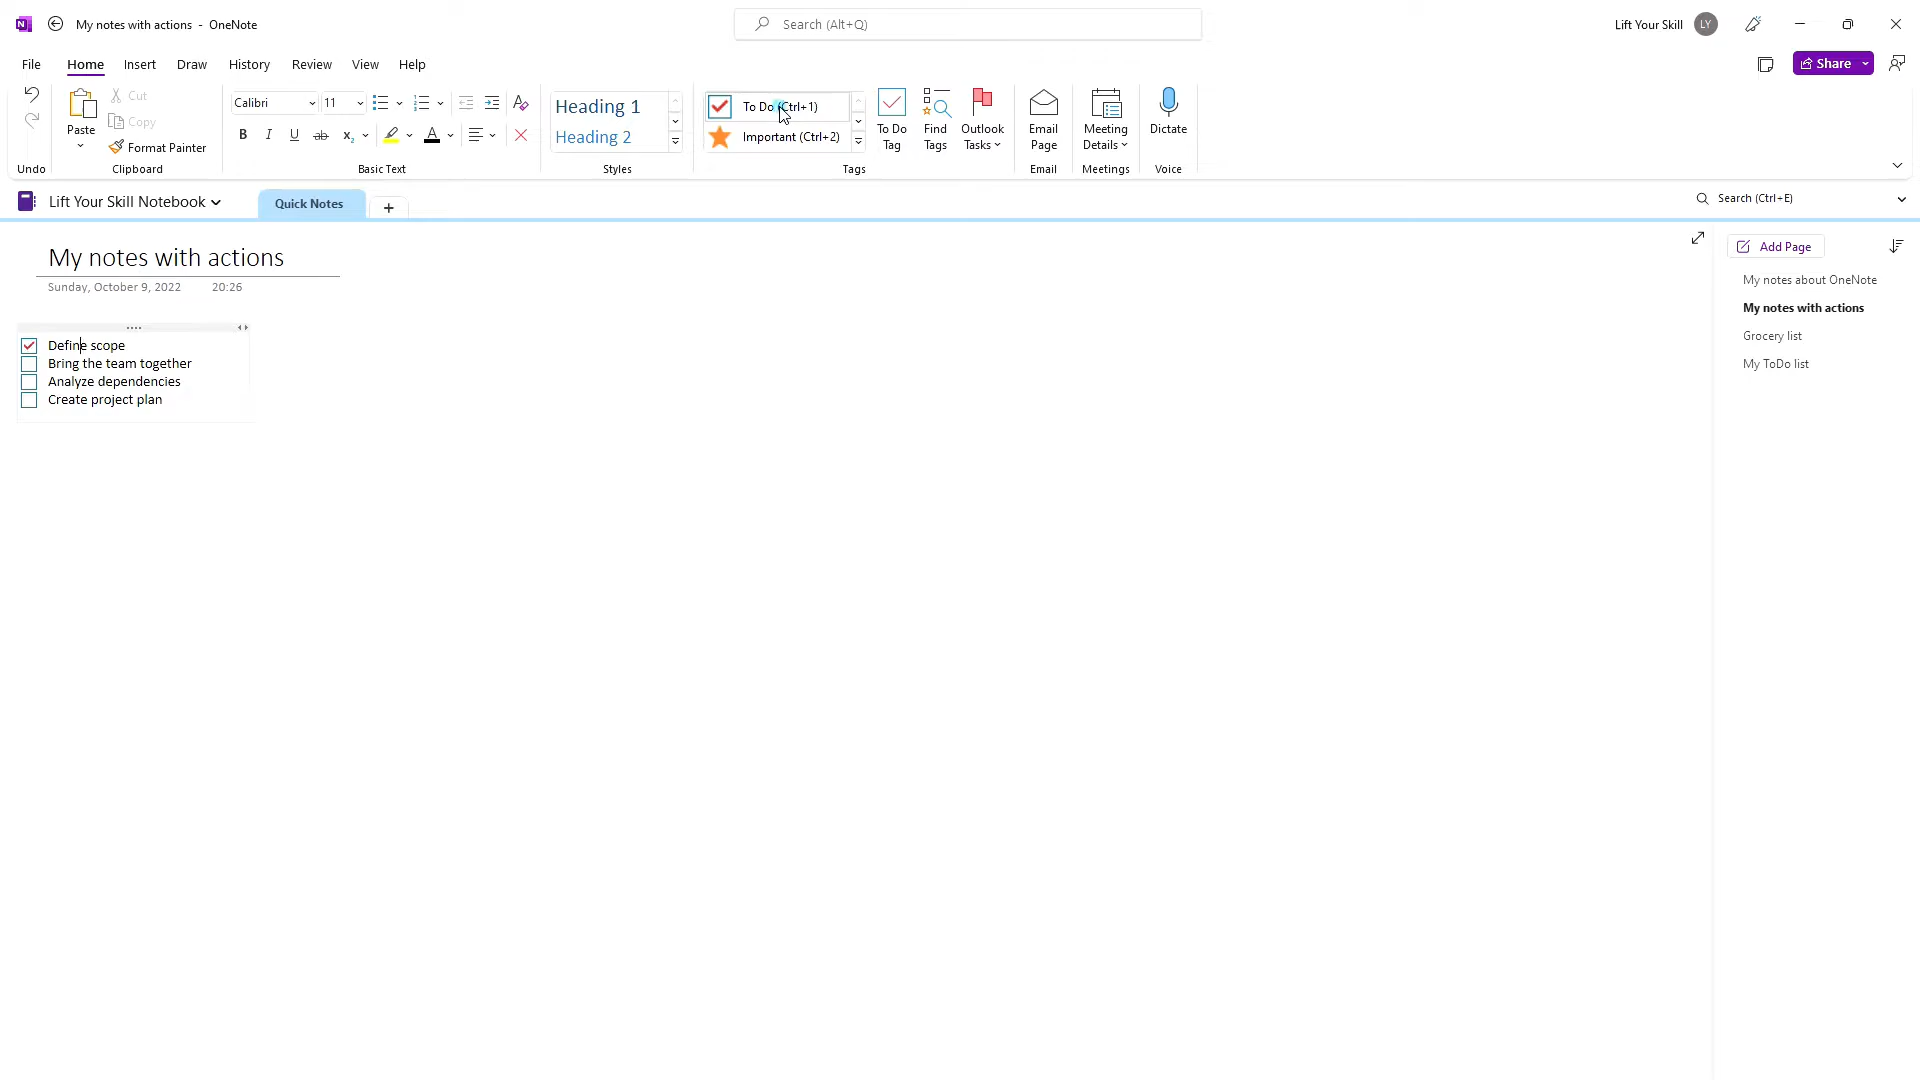 My notes with actions - OneNote
Search (Alt+Q)
Lift Your Skill LY
File Home Insert Draw History Review View Help
Share
Paste
Cut
Copy
Format Painter
Calibri 11
Heading 1
Heading 2
To Do (Ctrl+1)
Important (Ctrl+2)
To Do Tag
Find Tags
Outlook Tasks
Email Page
Meeting Details
Dictate
Undo Clipboard Basic Text Styles Tags Email Meetings Voice
Lift Your Skill Notebook
Quick Notes
+
Search (Ctrl+E)
My notes with actions
Sunday, October 9, 2022 20:26
Define scope
Bring the team together
Analyze dependencies
Create project plan
Add Page
My notes about OneNote
My notes with actions
Grocery list
My ToDo list